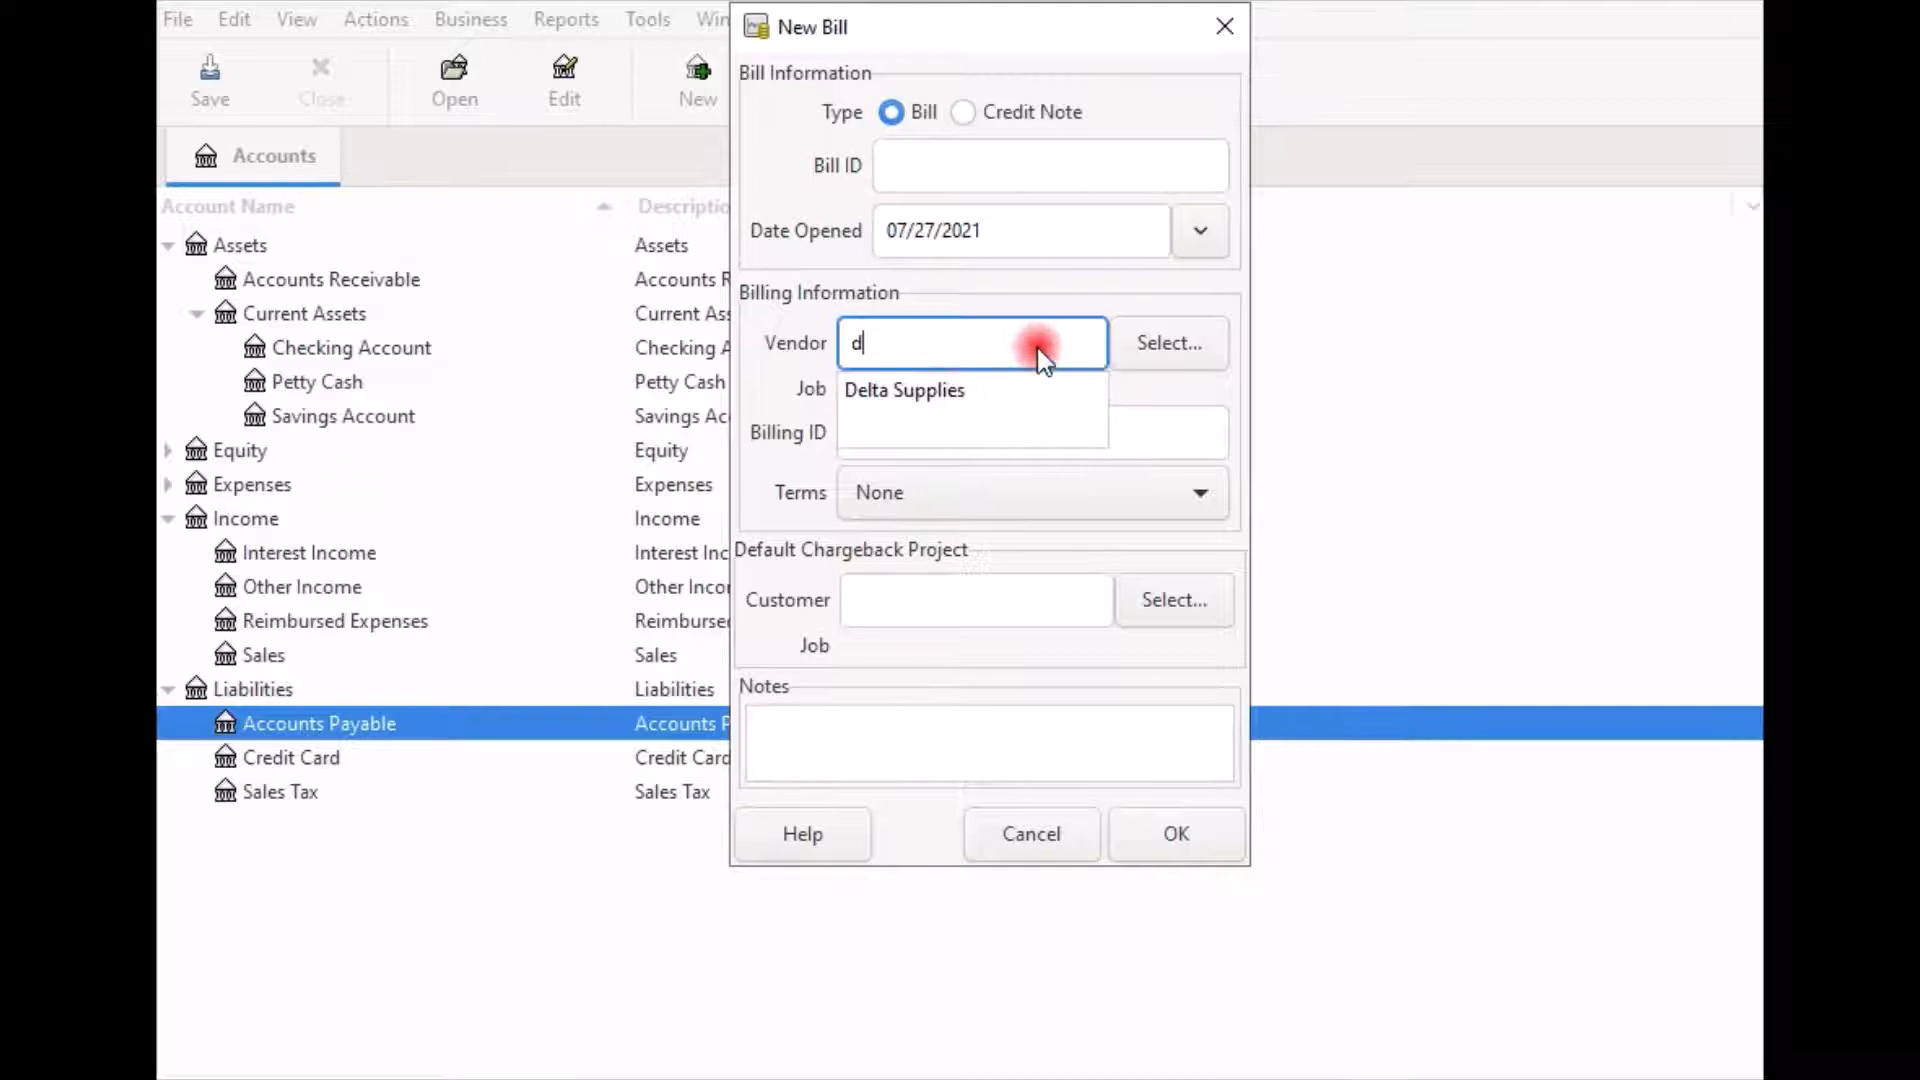 File Edit View Actions Business Reports Tools
Save Close Open Edit New
Accounts
Account Name
Assets Assets
Accounts Receivable Accounts R
Current Assets Current Ass
Checking Account Checking A
Petty Cash Petty Cash
Savings Account Savings Ac
Equity Equity
Expenses Expenses
Income Income
Interest Income Interest Inc
Other Income Other Incor
Reimbursed Expenses Reimburse
Sales Sales
Liabilities Liabilities
Accounts Payable Accounts P
Credit Card Credit Card
Sales Tax Sales Tax
New Bill
Bill Information
Type Bill Credit Note
Bill ID
Date Opened 07/27/2021
Billing Information
Vendor d Select...
Job Delta Supplies
Billing ID
Terms None
Default Chargeback Project
Customer Select...
Job
Notes
Help Cancel OK